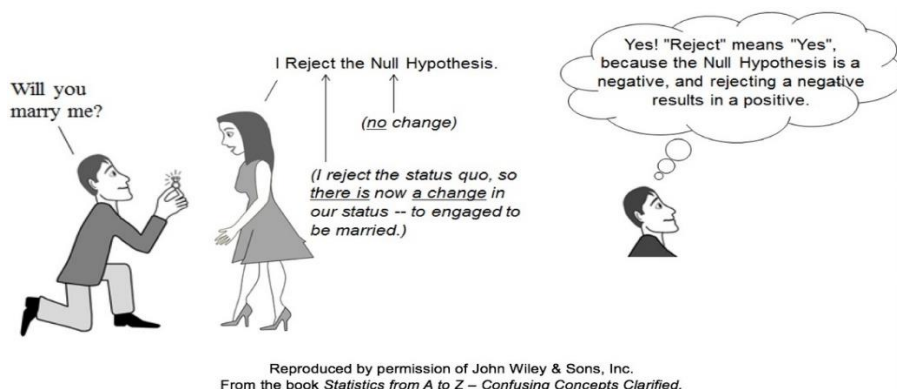 Will you
marry me?
I Reject the Null Hypothesis.
(no change)
(I reject the status quo, so
there is now a change in
our status -- to engaged to
be married.)
Yes! "Reject" means "Yes",
because the Null Hypothesis is a
negative, and rejecting a negative
results in a positive.
Reproduced by permission of John Wiley & Sons, Inc.
From the book Statistics from A to Z – Confusing Concepts Clarified.